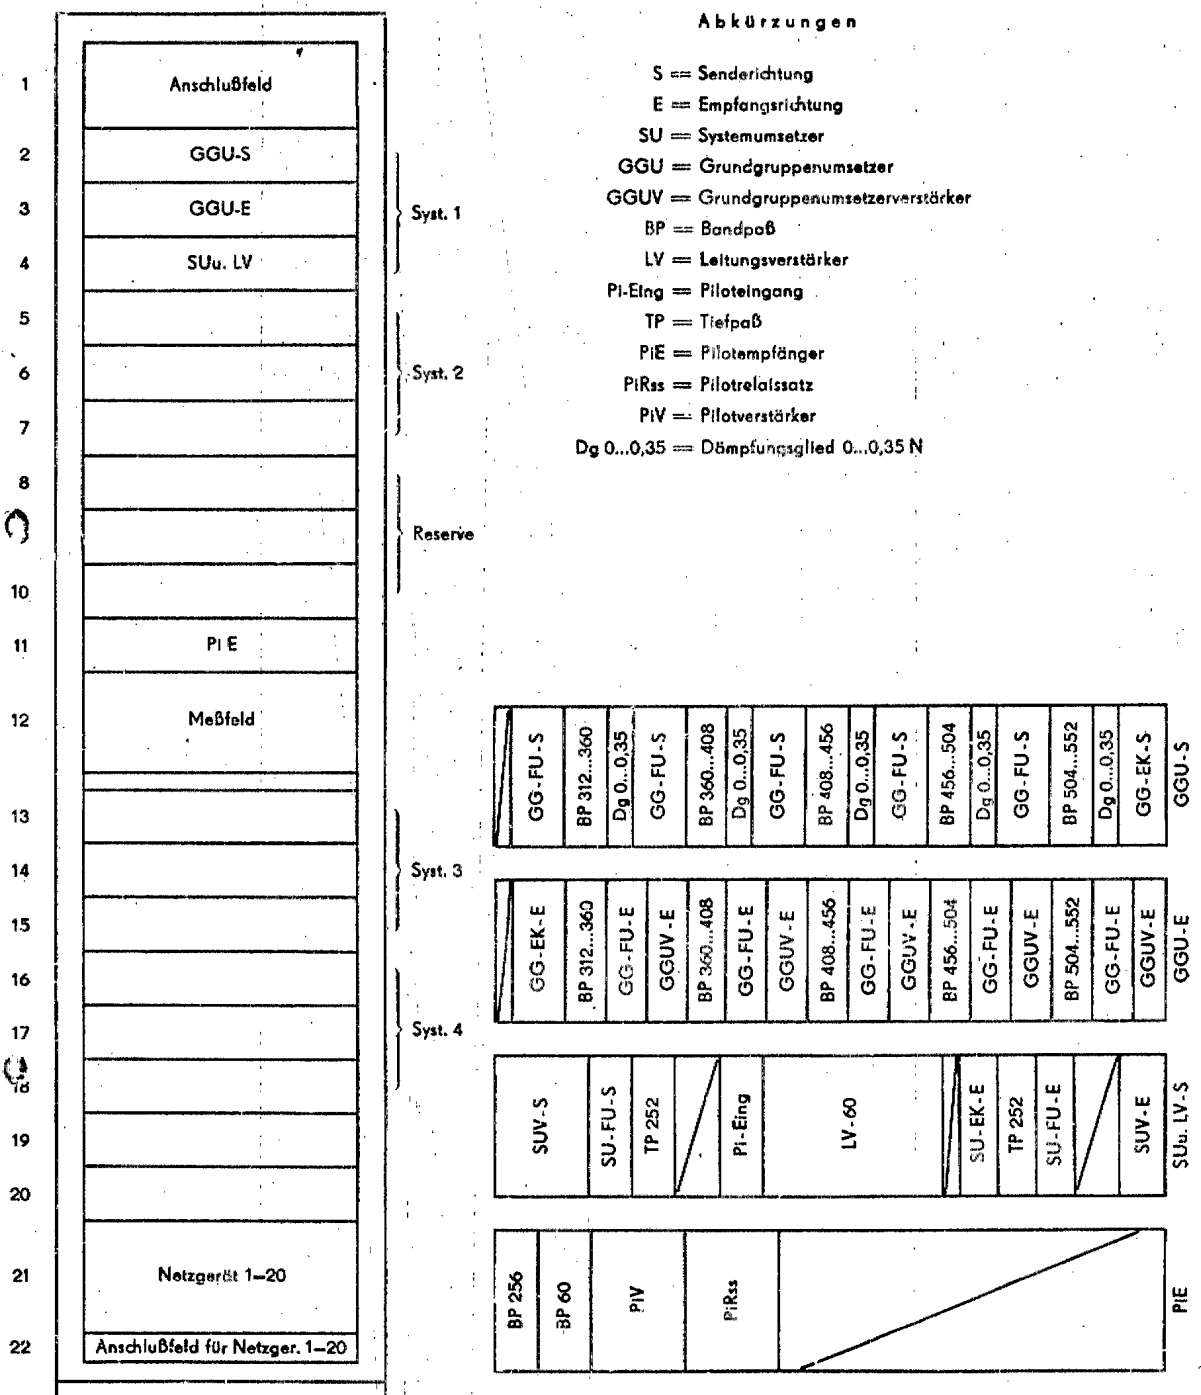 Abkürzungen
S = Senderichtung
E = Empfangsrichtung
SU = Systemumsetzer
GGU = Grundgruppenumsetzer
GGUV = Grundgruppenumsetzerverstärker
BP = Bandpaß
LV = Leitungsverstärker
Pi-Eing = Piloteingang
TP = Tiefpaß
PiE = Pilotempfänger
PiRss = Pilotrelaissatz
PiV = Pilotverstärker
Dg 0...0,35 = Dämpfungsglied 0...0,35 N
1 Anschlußfeld
2 GGU-S
3 GGU-E
4 SUu. LV
Syst. 1
5
6
7
Syst. 2
8
10
Reserve
11 Pi E
12 Meßfeld
13
14
15
Syst. 3
16
17
18
Syst. 4
19
20
21 Netzgerät 1–20
22 Anschlußfeld für Netzger. 1–20
GG-FU-S
BP 312...360
Dg 0...0,35
GG-FU-S
BP 360...408
Dg 0...0,35
GG-FU-S
BP 408...456
Dg 0...0,35
GG-FU-S
BP 456...504
Dg 0...0,35
GG-FU-S
BP 504...552
Dg 0...0,35
GG-EK-S
GGU-S
GG-EK-E
BP 312...360
GG-FU-E
GGUV-E
BP 360...408
GG-FU-E
GGUV-E
BP 408...456
GG-FU-E
GGUV-E
BP 456...504
GG-FU-E
GGUV-E
BP 504...552
GG-FU-E
GGUV-E
GGU-E
SUV-S
SU-FU-S
TP 252
Pi-Eing
LV-60
SU-EK-E
TP 252
SU-FU-E
SUV-E
SUu. LV-S
BP 256
BP 60
PiV
PiRss
PiE